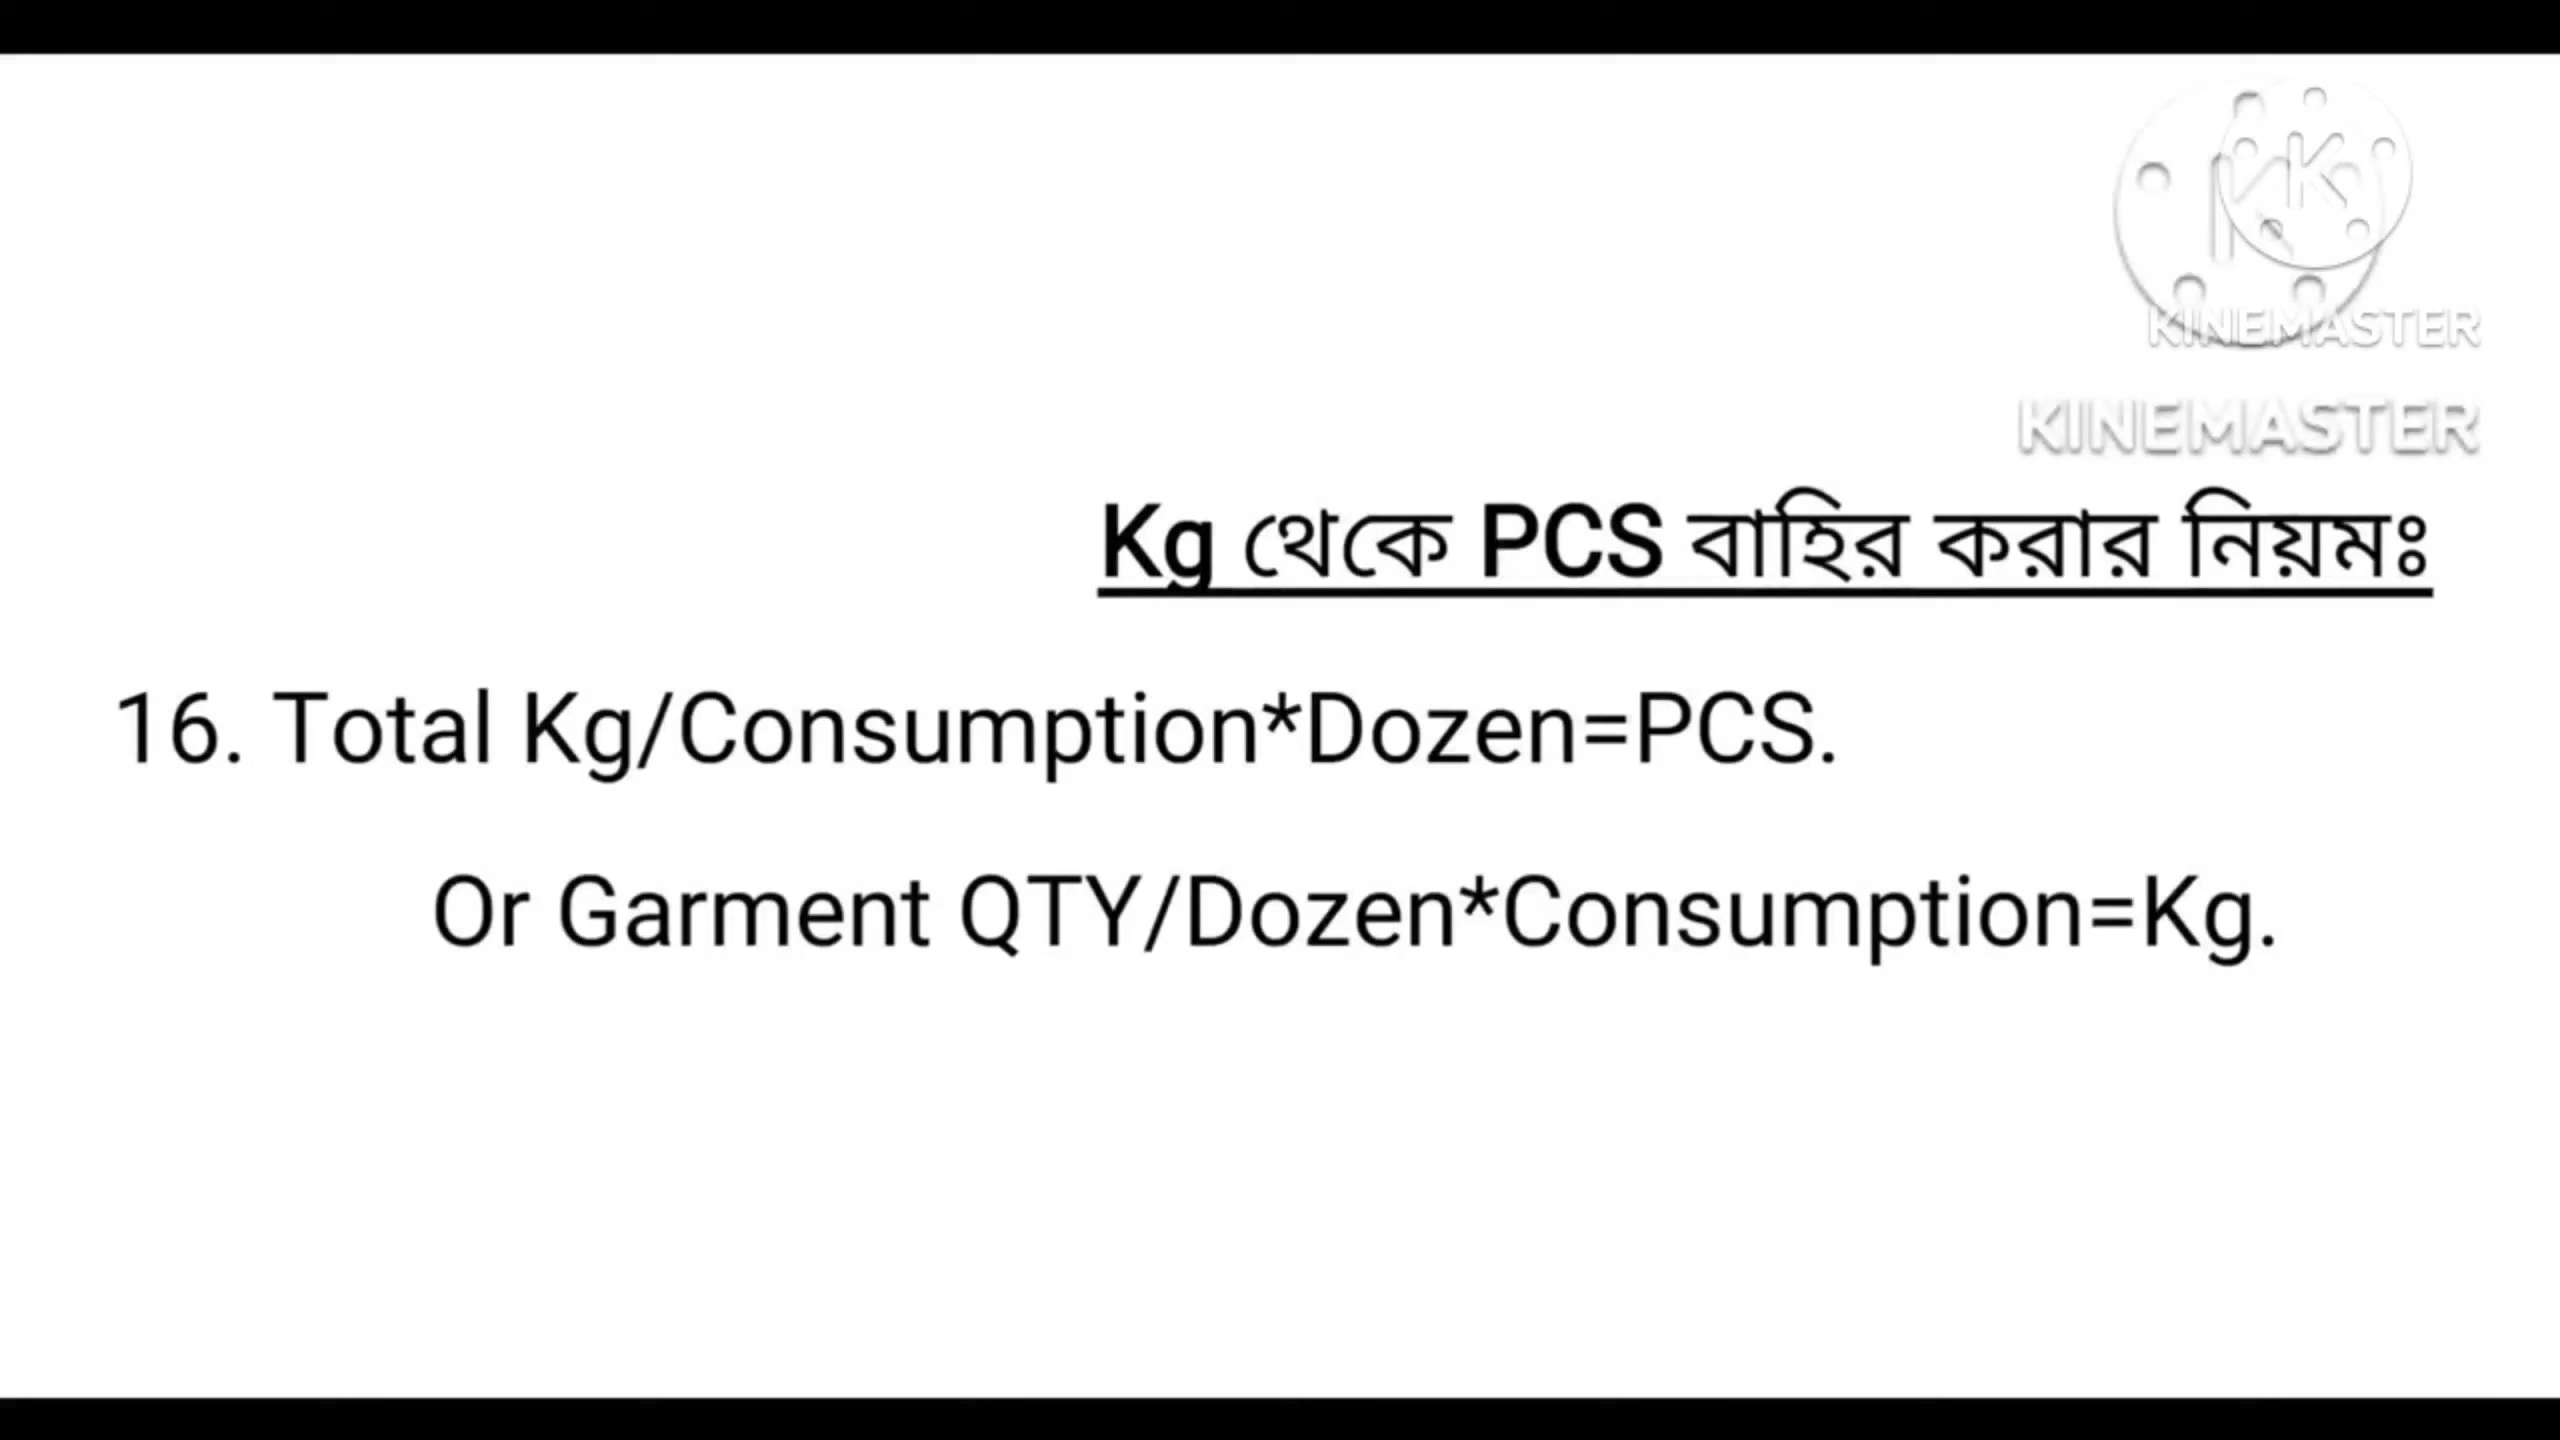 KINEMASTER
KINEMASTER
Kg থেকে PCS বাহির করার নিয়মঃ
16. Total Kg/Consumption*Dozen=PCS.
Or Garment QTY/Dozen*Consumption=Kg.